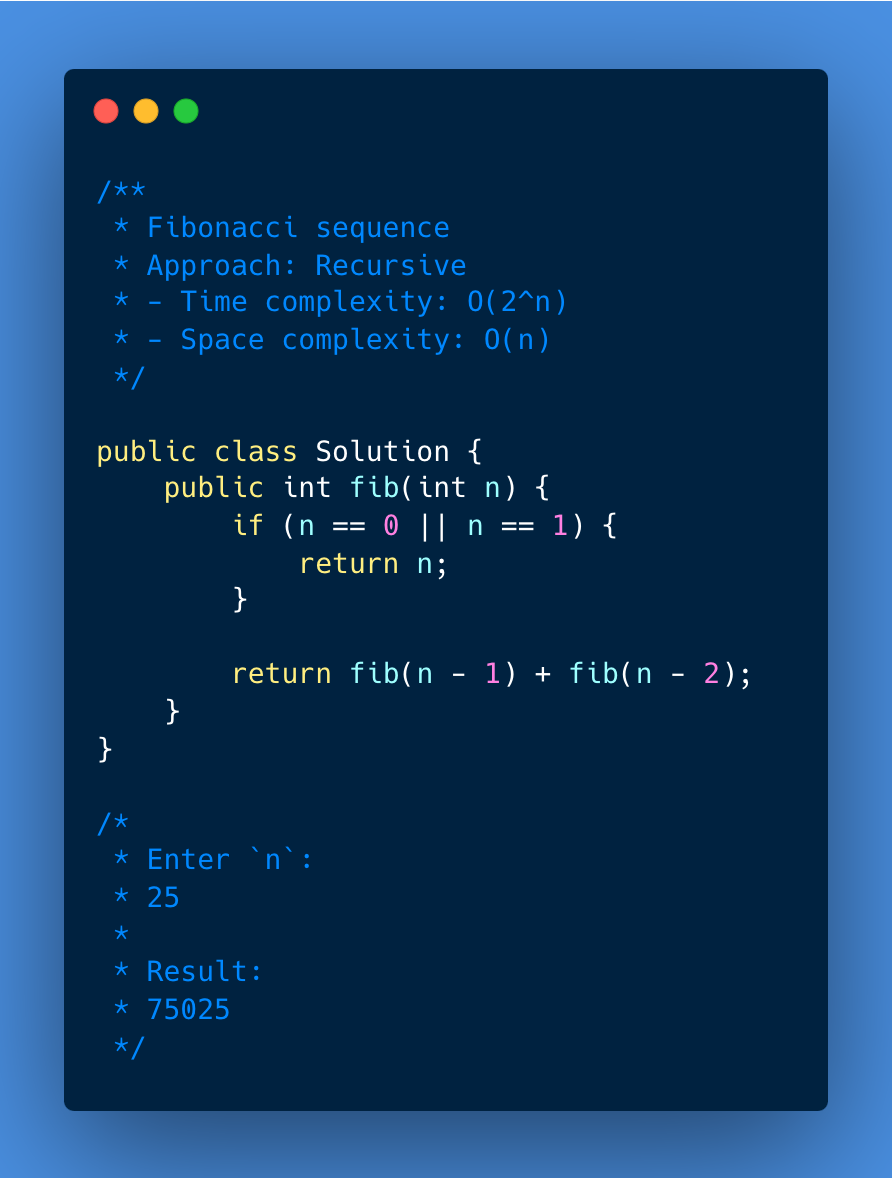 /**
 * Fibonacci sequence
 * Approach: Recursive
 * - Time complexity: O(2^n)
 * - Space complexity: O(n)
 */

public class Solution {
    public int fib(int n) {
        if (n == 0 || n == 1) {
            return n;
        }

        return fib(n - 1) + fib(n - 2);
    }
}

/*
 * Enter `n`:
 * 25
 *
 * Result:
 * 75025
 */